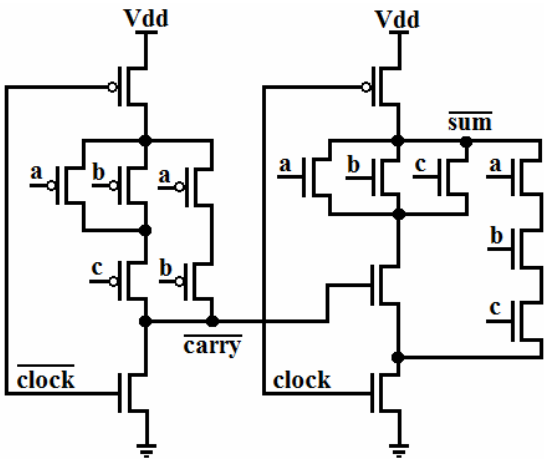 Vdd Vdd
sum
a b a a b c a
b
c b c
carry
clock clock